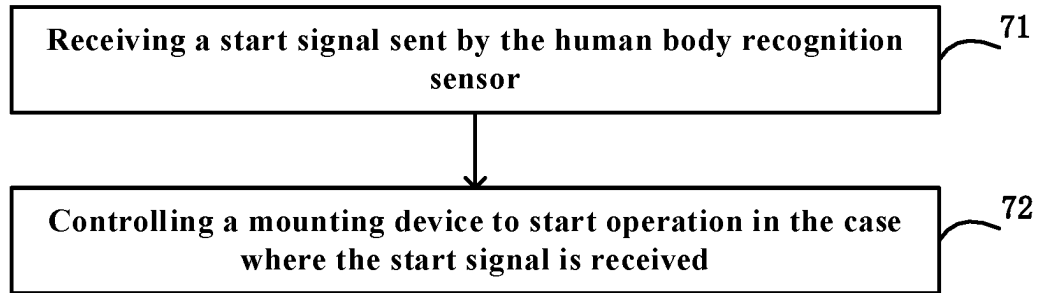 Receiving a start signal sent by the human body recognition
sensor
71
Controlling a mounting device to start operation in the case
where the start signal is received
72